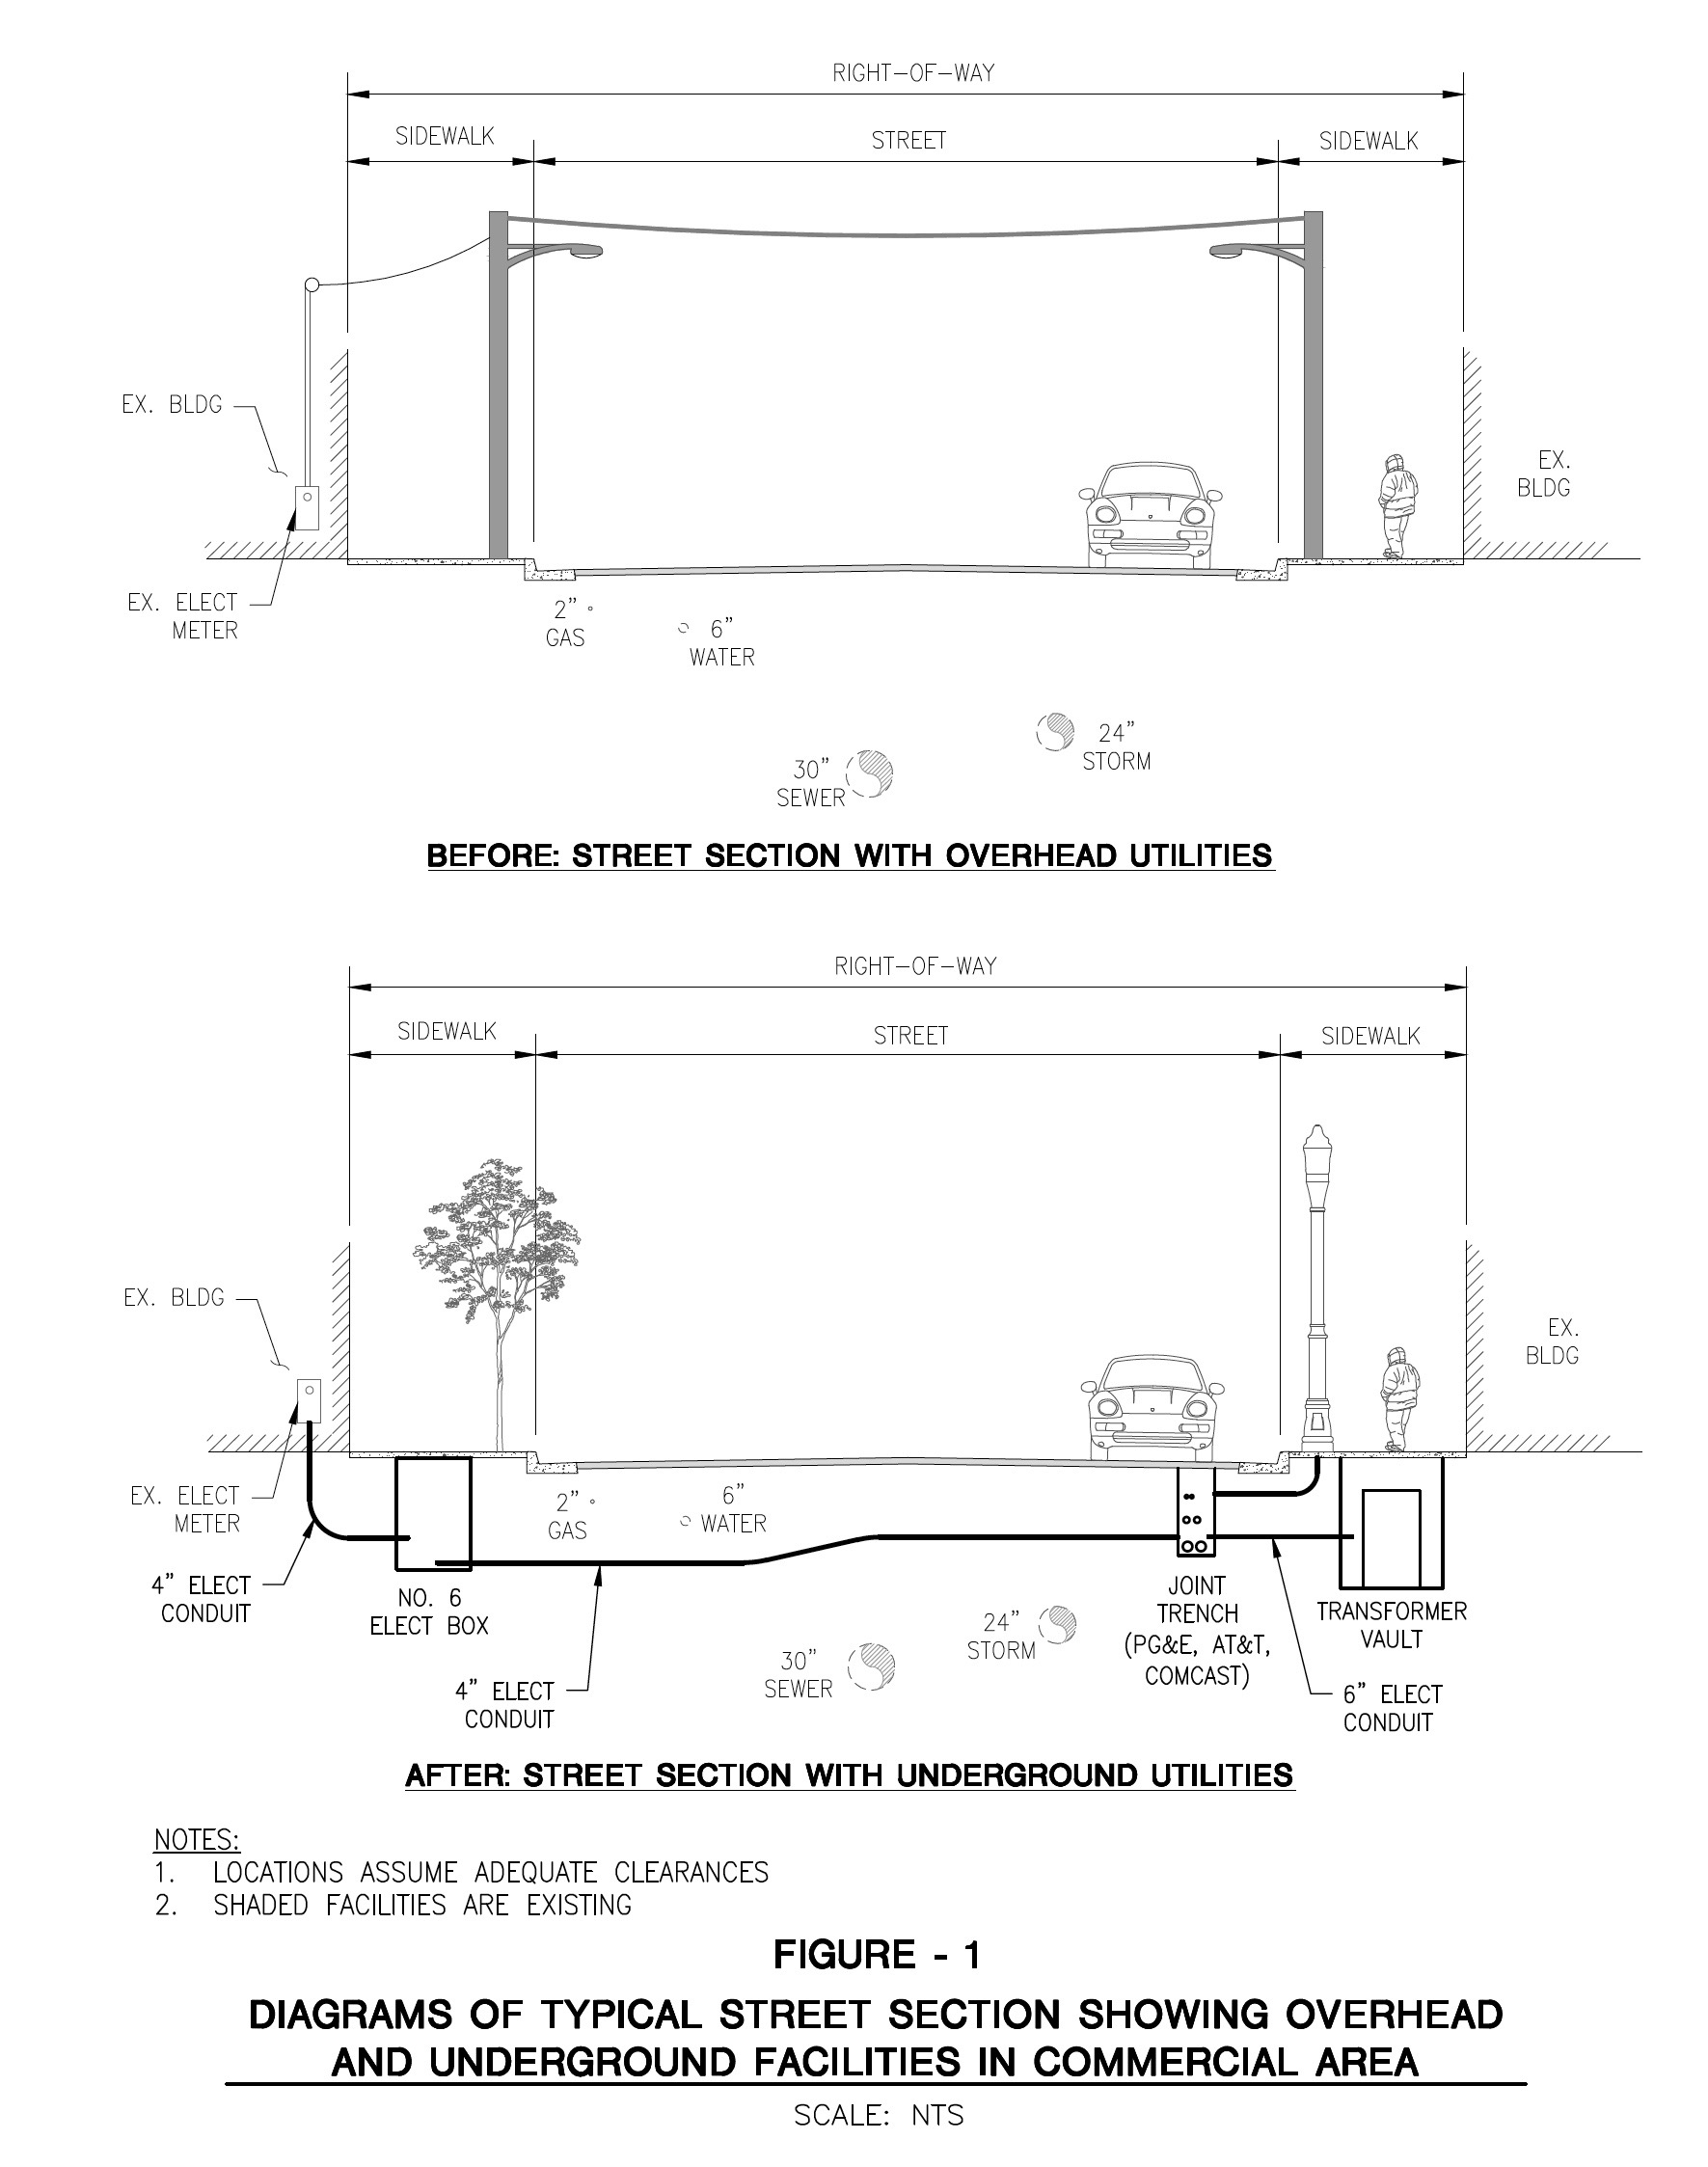 RIGHT-OF-WAY
SIDEWALK
STREET
SIDEWALK
EX. BLDG
EX.
BLDG
EX. ELECT
METER
2"
GAS
6"
WATER
24"
STORM
30"
SEWER
BEFORE: STREET SECTION WITH OVERHEAD UTILITIES
RIGHT-OF-WAY
SIDEWALK
STREET
SIDEWALK
EX. BLDG
EX.
BLDG
EX. ELECT
METER
2"
GAS
6"
WATER
4" ELECT
CONDUIT
NO. 6
ELECT BOX
JOINT
TRENCH
(PG&E, AT&T,
COMCAST)
TRANSFORMER
VAULT
24"
STORM
30"
SEWER
4" ELECT
CONDUIT
6" ELECT
CONDUIT
AFTER: STREET SECTION WITH UNDERGROUND UTILITIES
NOTES:
1. LOCATIONS ASSUME ADEQUATE CLEARANCES
2. SHADED FACILITIES ARE EXISTING
FIGURE - 1
DIAGRAMS OF TYPICAL STREET SECTION SHOWING OVERHEAD
AND UNDERGROUND FACILITIES IN COMMERCIAL AREA
SCALE: NTS